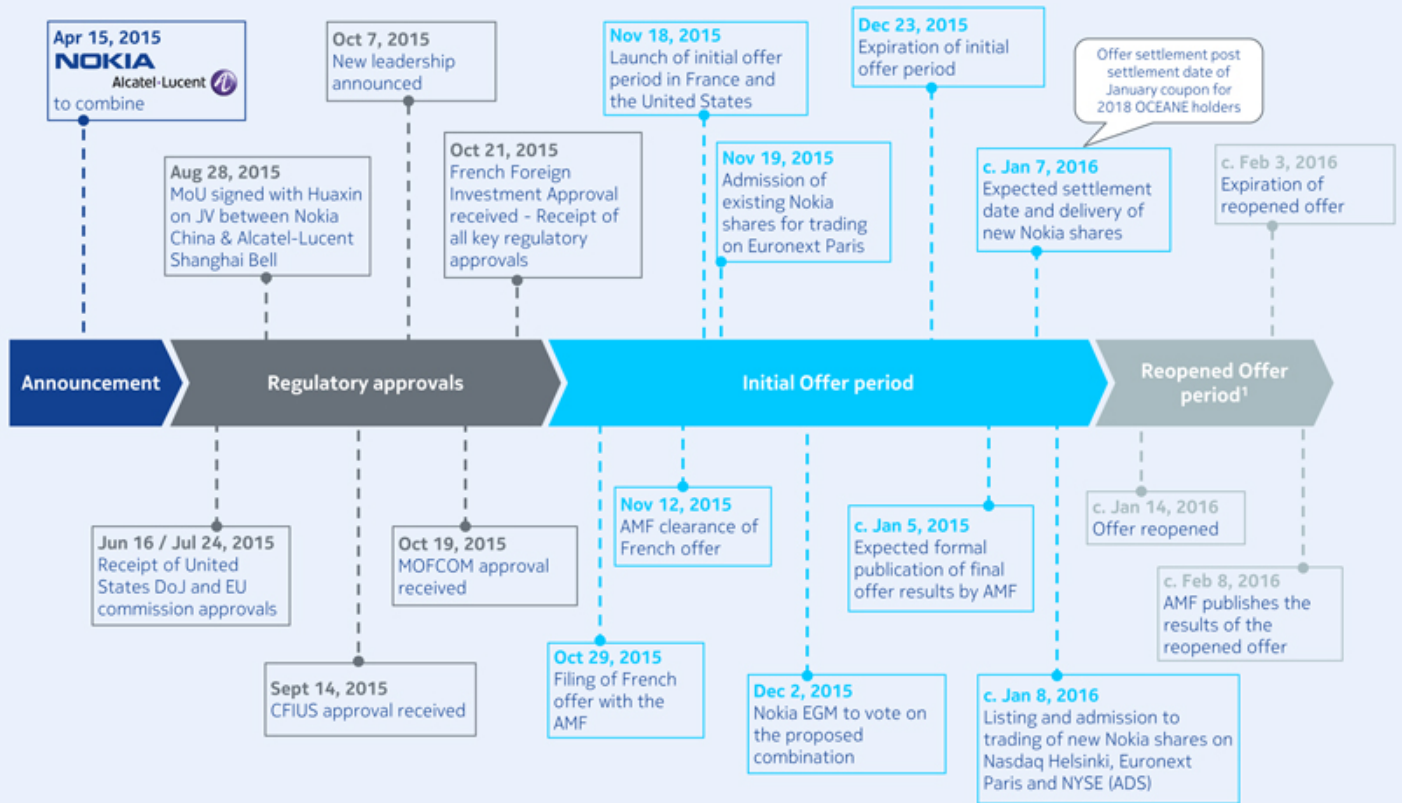 Apr 15, 2015
NOKIA
Alcatel-Lucent
to combine
Oct 7, 2015
New leadership
announced
Nov 18, 2015
Launch of initial offer
period in France and
the United States
Dec 23, 2015
Expiration of initial
offer period
Offer settlement post
settlement date of
January coupon for
2018 OCEANE holders
Aug 28, 2015
MoU signed with Huaxin
on JV between Nokia
China & Alcatel-Lucent
Shanghai Bell
Oct 21, 2015
French Foreign
Investment Approval
received – Receipt of
all key regulatory
approvals
Nov 19, 2015
Admission of
existing Nokia
shares for trading
on Euronext Paris
c. Jan 7, 2016
Expected settlement
date and delivery of
new Nokia shares
c. Feb 3, 2016
Expiration of
reopened offer
Announcement
Regulatory approvals
Initial Offer period
Reopened Offer
period¹
Jun 16 / Jul 24, 2015
Receipt of United
States DoJ and EU
commission approvals
Sept 14, 2015
CFIUS approval received
Oct 19, 2015
MOFCOM approval
received
Oct 29, 2015
Filing of French
offer with the
AMF
Nov 12, 2015
AMF clearance of
French offer
Dec 2, 2015
Nokia EGM to vote on
the proposed
combination
c. Jan 5, 2015
Expected formal
publication of final
offer results by AMF
c. Jan 8, 2016
Listing and admission to
trading of new Nokia shares on
Nasdaq Helsinki, Euronext
Paris and NYSE (ADS)
c. Jan 14, 2016
Offer reopened
c. Feb 8, 2016
AMF publishes the
results of the
reopened offer